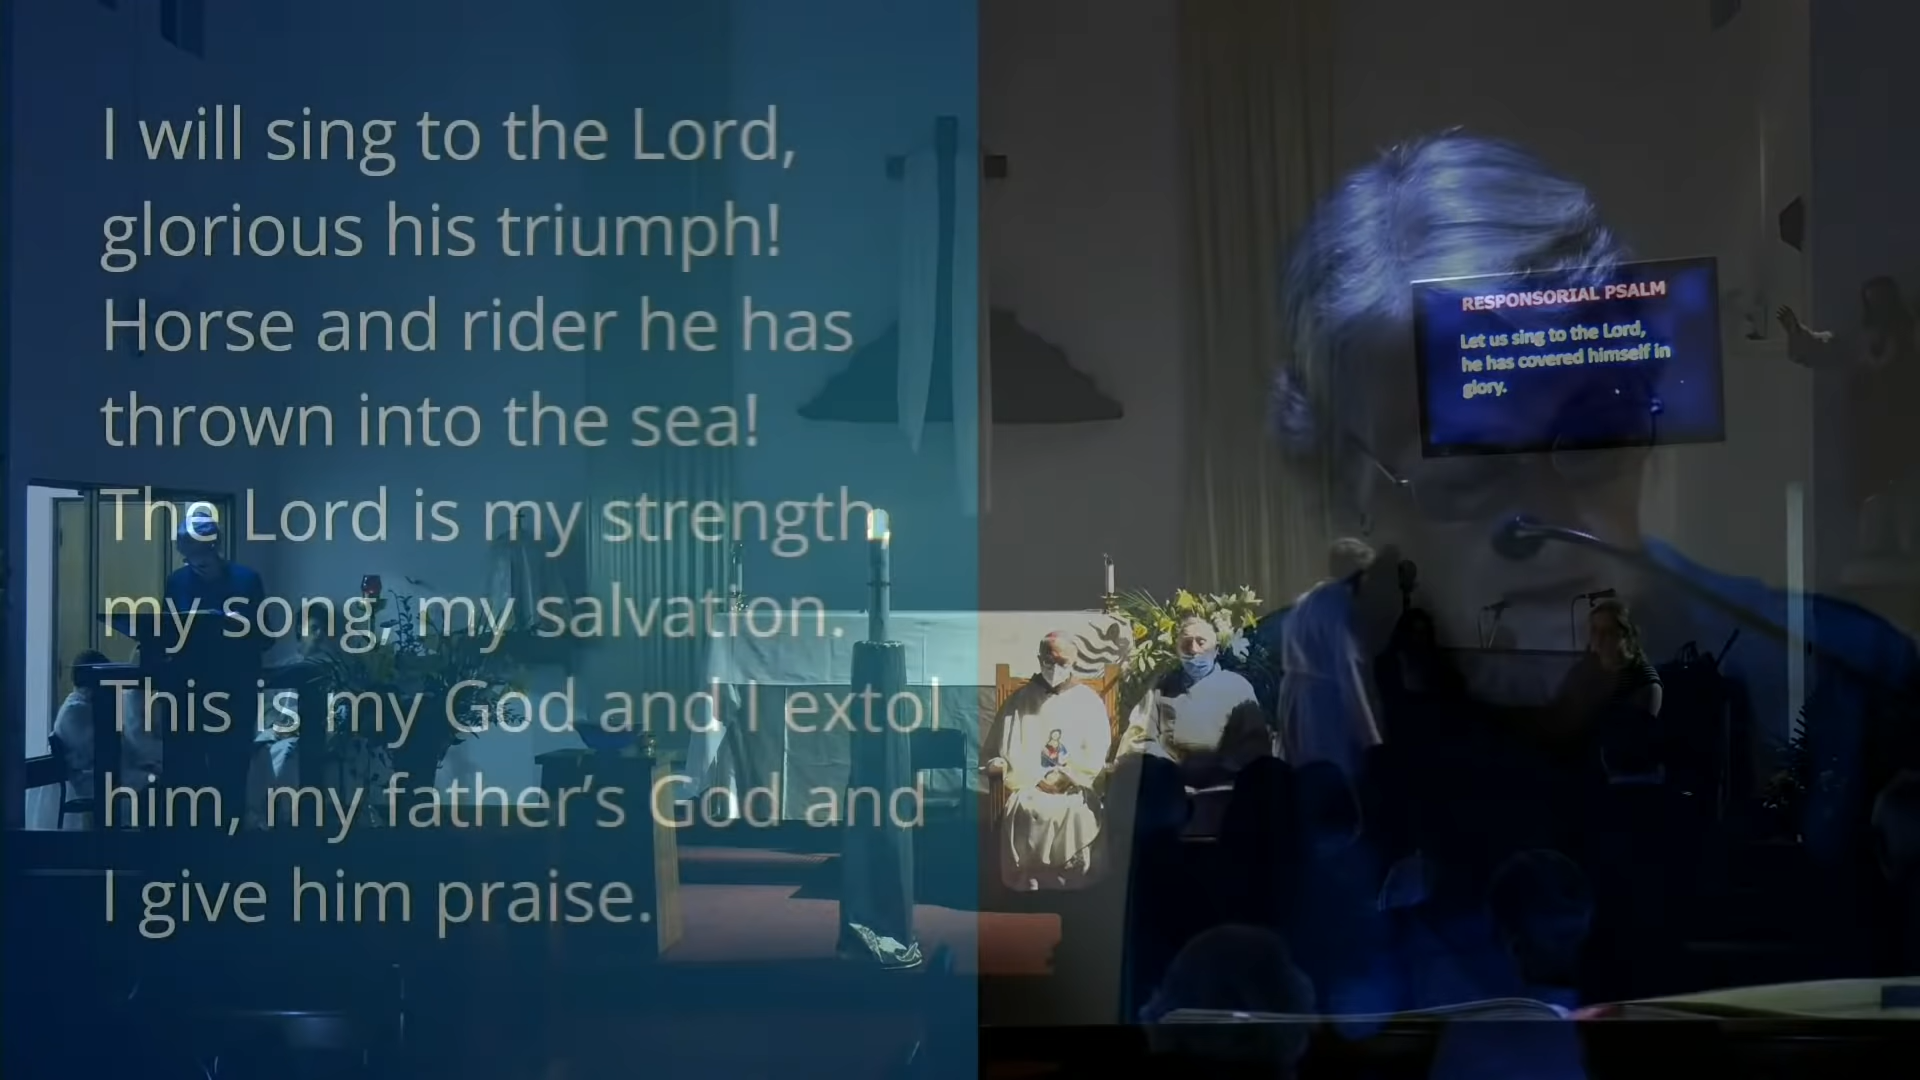 I will sing to the Lord,
glorious his triumph!
Horse and rider he has
thrown into the sea!
The Lord is my strength,
my song, my salvation.
This is my God and I extol
him, my father’s God and
I give him praise.
RESPONSORIAL PSALM
Let us sing to the Lord,
he has covered himself in
glory.